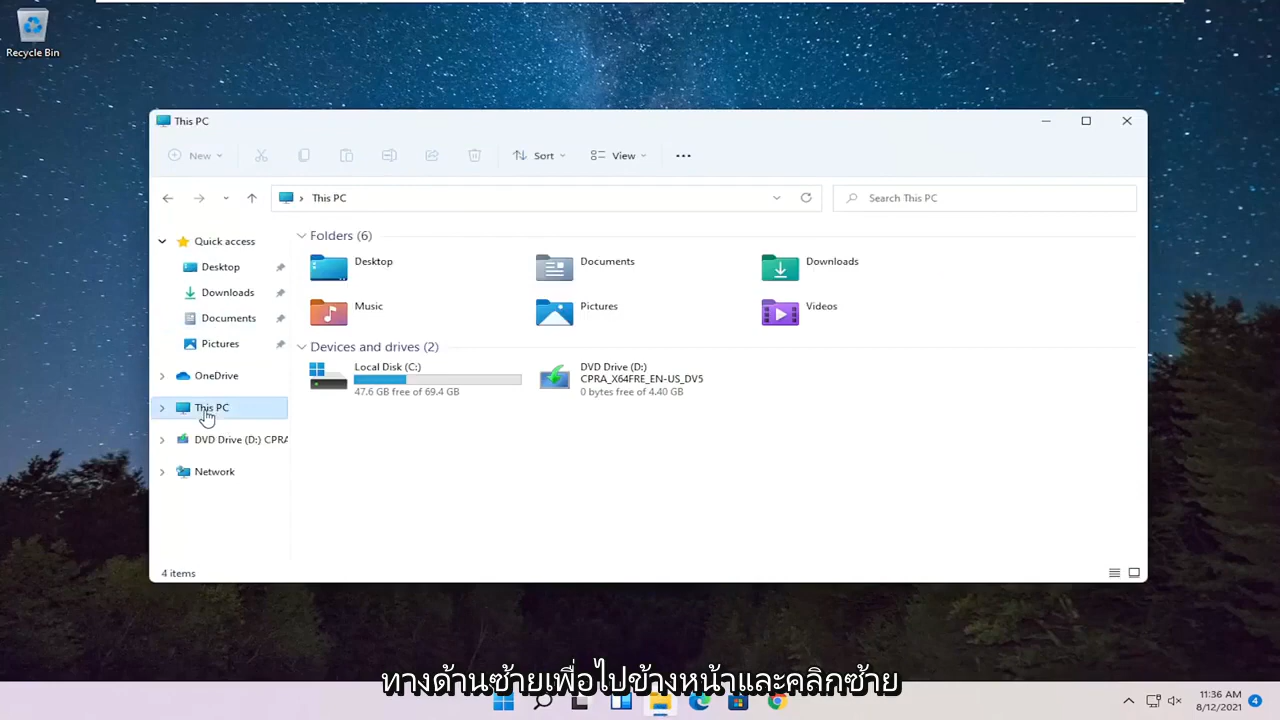 Recycle Bin
This PC
New
Sort
View
This PC
Search This PC
Quick access
Desktop
Downloads
Documents
Pictures
OneDrive
This PC
DVD Drive (D:) CPRA
Network
Folders (6)
Desktop
Documents
Downloads
Music
Pictures
Videos
Devices and drives (2)
Local Disk (C:)
47.6 GB free of 69.4 GB
DVD Drive (D:)
CPRA_X64FRE_EN-US_DV5
0 bytes free of 4.40 GB
4 items
ทางด้านซ้ายเพื่อไปข้างหน้าและคลิกซ้าย
11:36 AM
8/12/2021
4